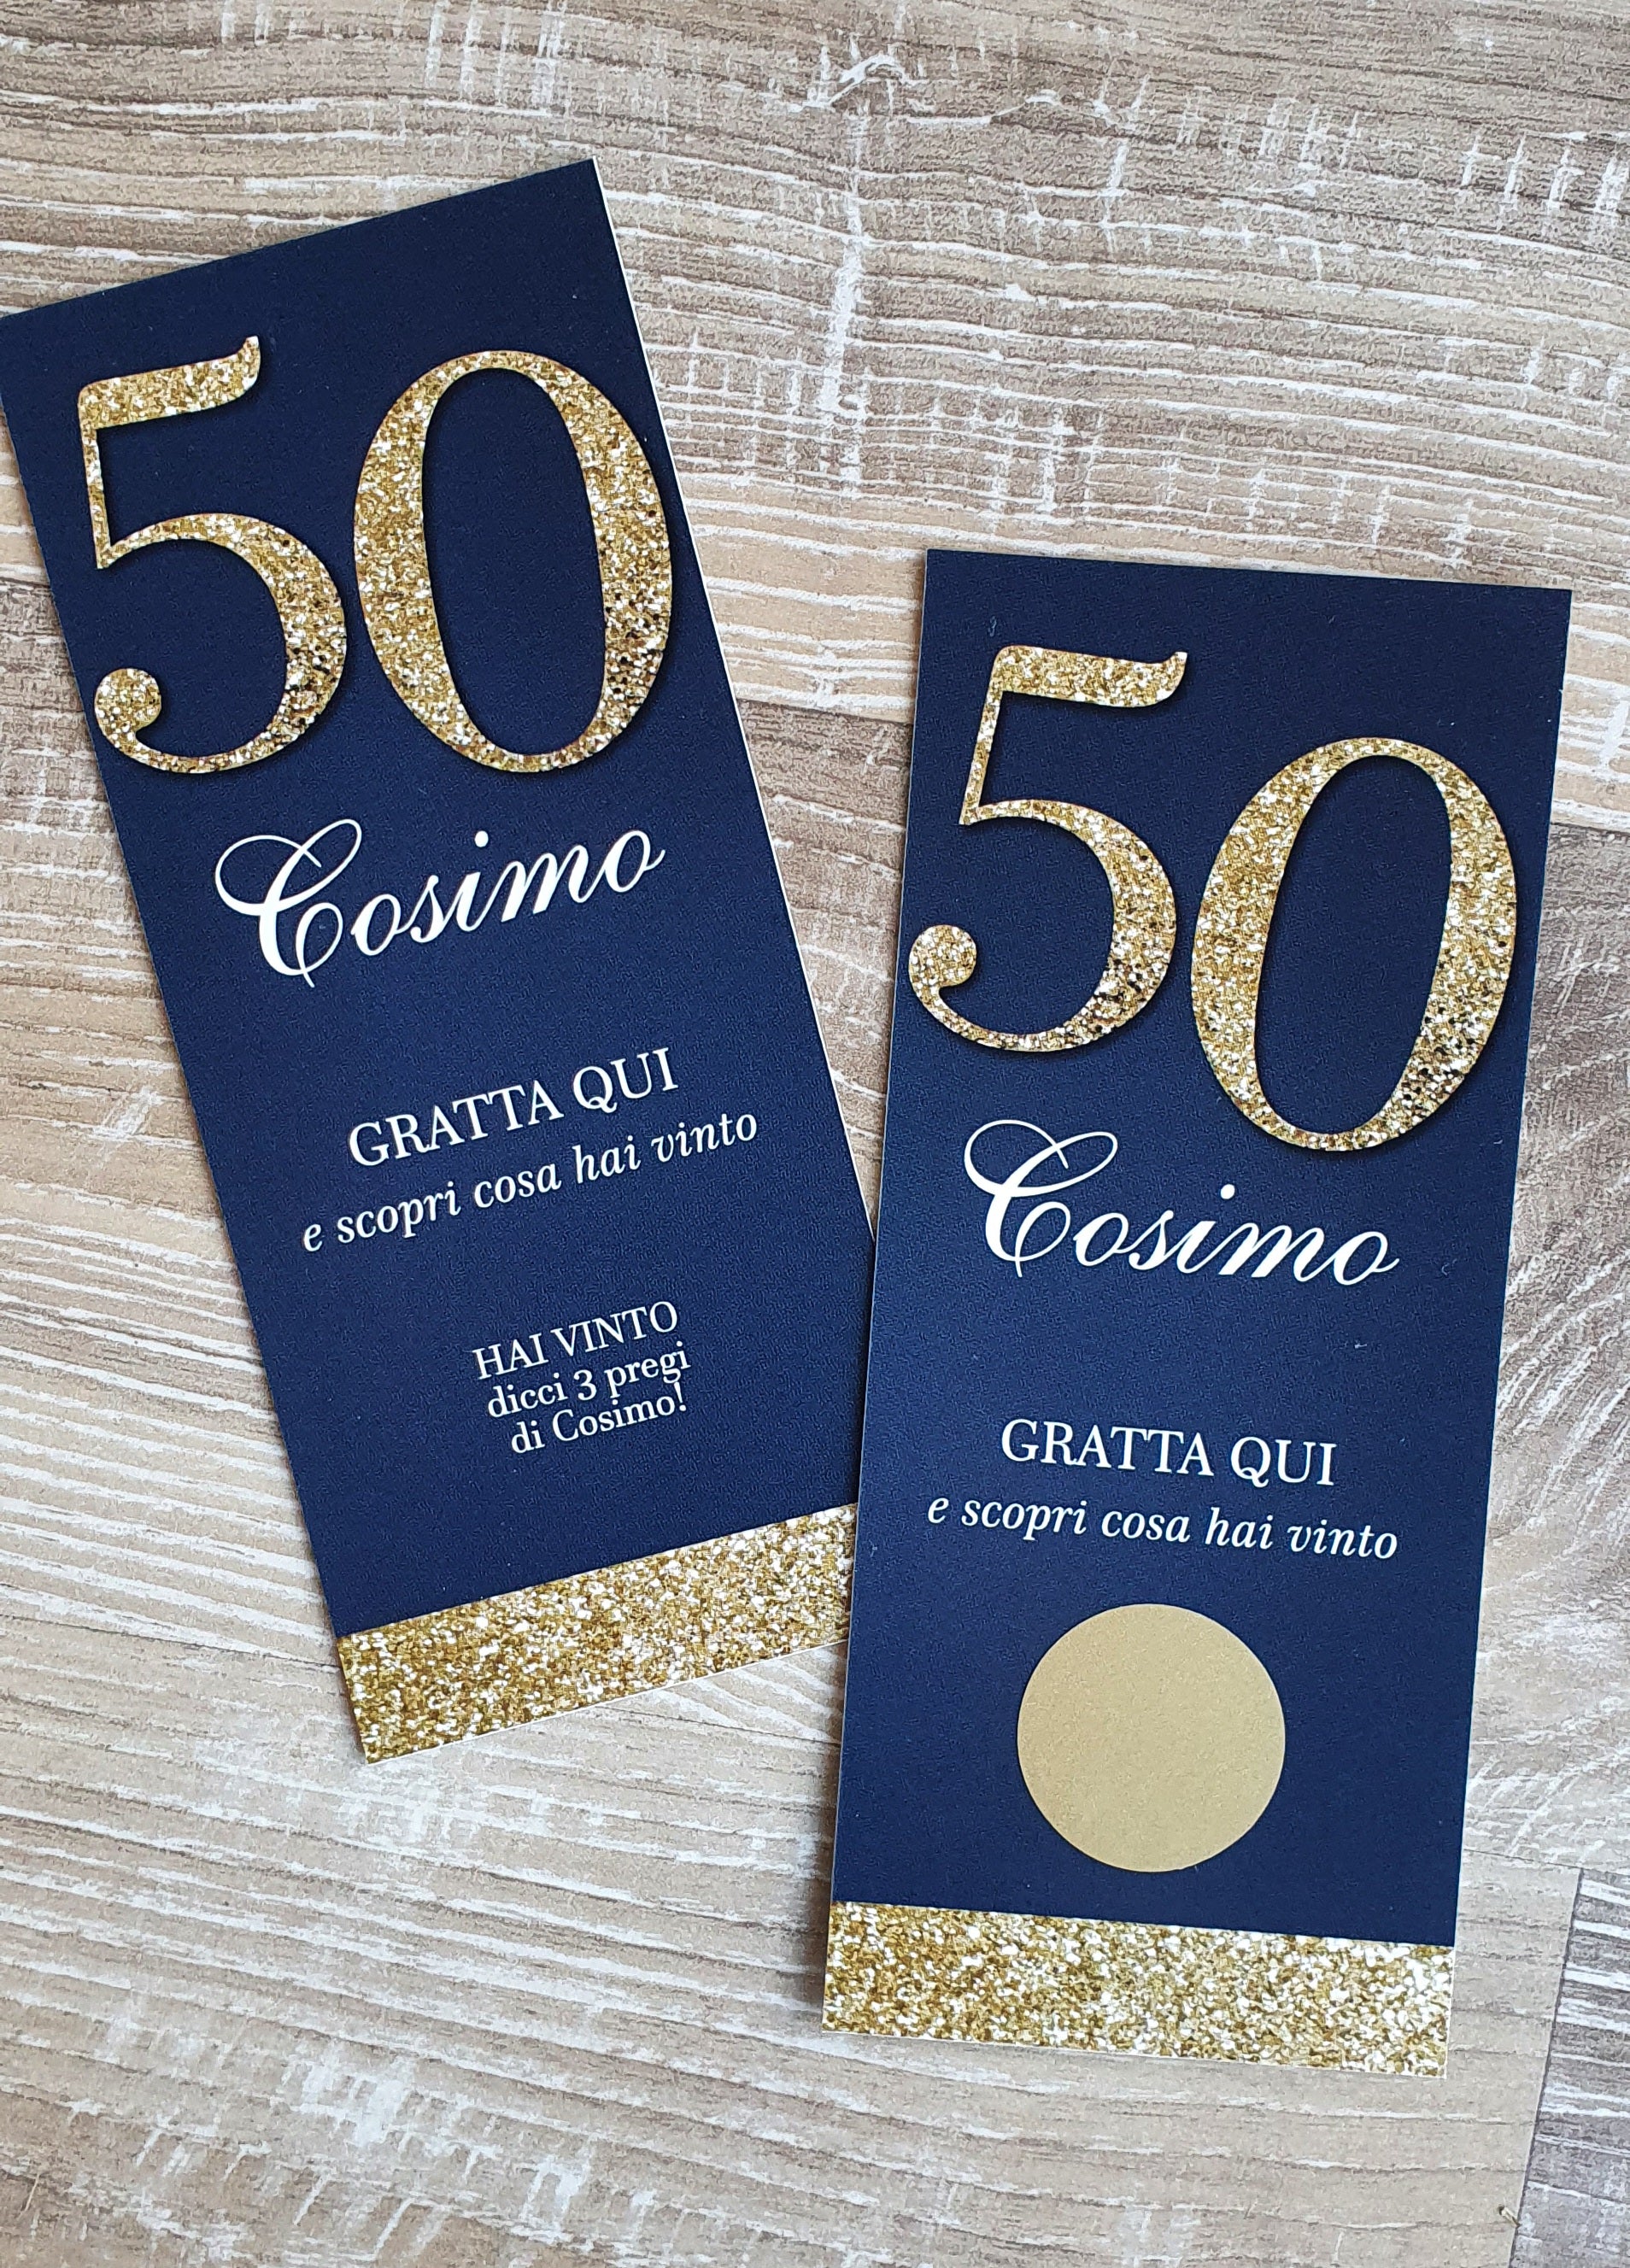 50
Cosimo
GRATTA QUI
e scopri cosa hai vinto
HAI VINTO
dicci 3 pregi
di Cosimo!
50
Cosimo
GRATTA QUI
e scopri cosa hai vinto